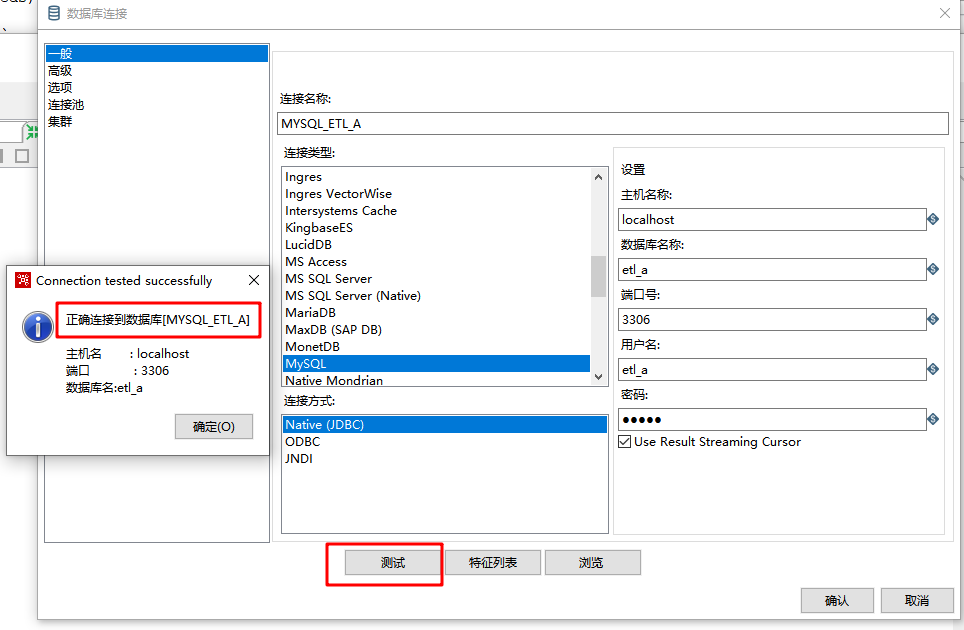 数据库连接
一般
高级
选项
连接池
集群
连接名称:
MYSQL_ETL_A
连接类型:
Ingres
Ingres VectorWise
Intersystems Cache
KingbaseES
LucidDB
MS Access
MS SQL Server
MS SQL Server (Native)
MariaDB
MaxDB (SAP DB)
MonetDB
MySQL
Native Mondrian
连接方式:
Native (JDBC)
ODBC
JNDI
设置
主机名称:
localhost
数据库名称:
etl_a
端口号:
3306
用户名:
etl_a
密码:
●●●●●
Use Result Streaming Cursor
Connection tested successfully
正确连接到数据库[MYSQL_ETL_A]
主机名 : localhost
端口 : 3306
数据库名:etl_a
确定(O)
测试
特征列表
浏览
确认
取消